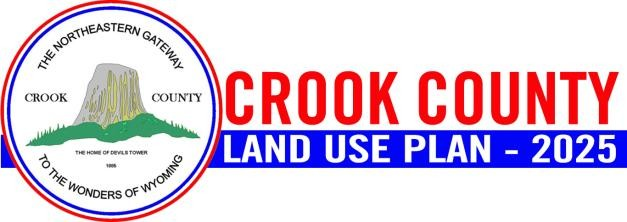 THE NORTHEASTERN GATEWAY
CROOK COUNTY
THE HOME OF DEVILS TOWER
1885
TO THE WONDERS OF WYOMING
CROOK COUNTY
LAND USE PLAN - 2025